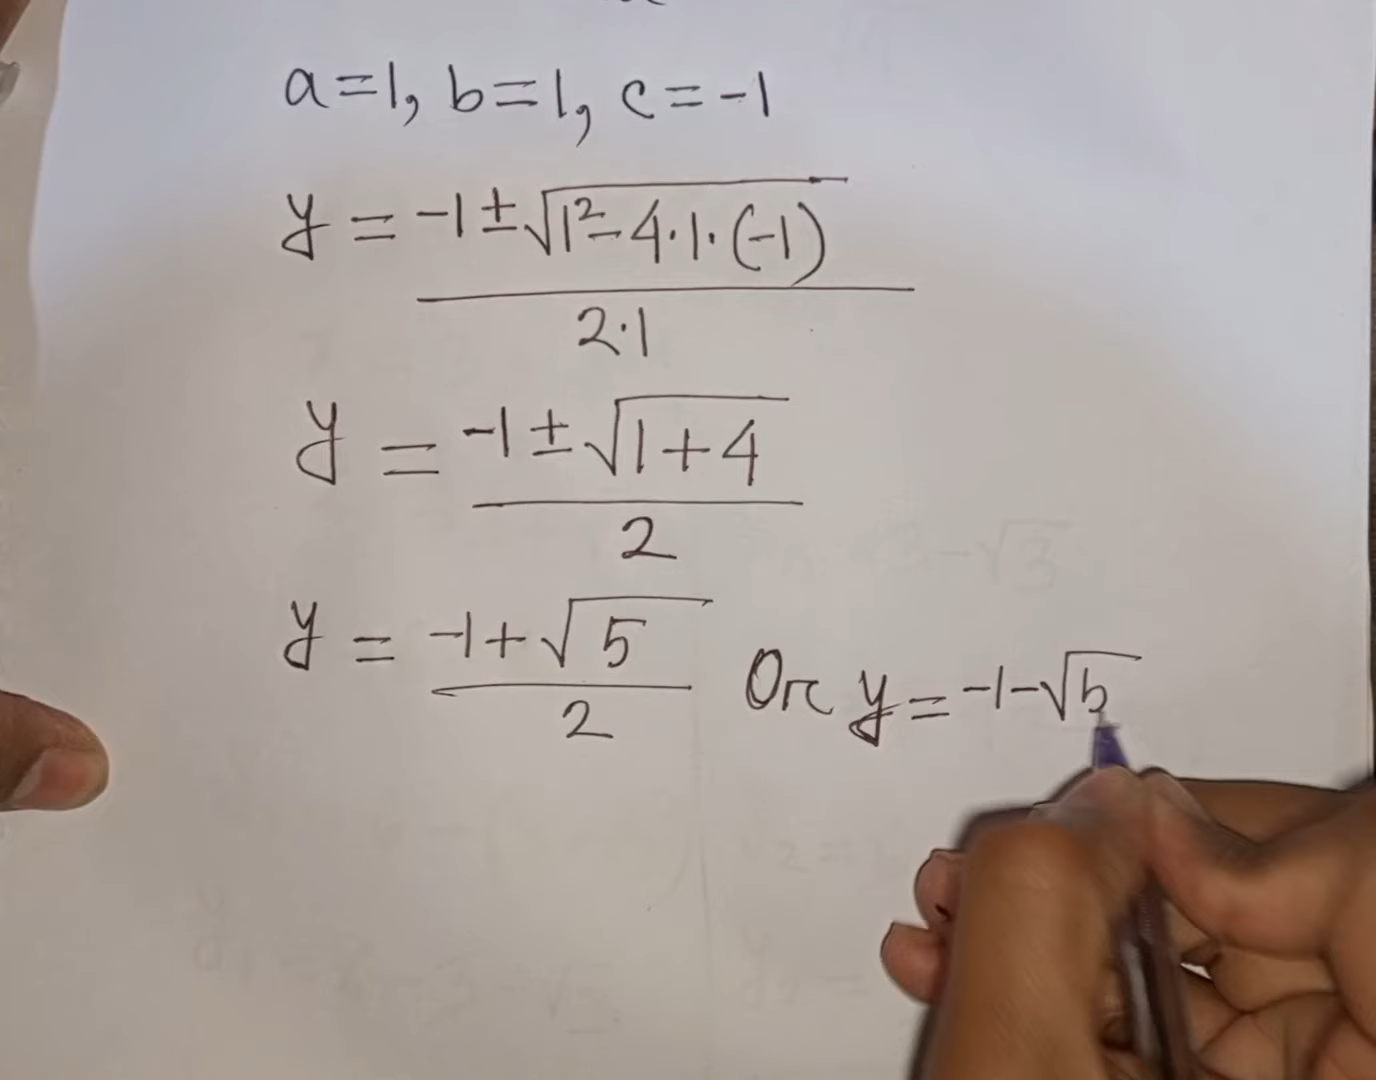 a=1, b=1, c=-1
y = -1±√1²-4·1·(-1)
2·1
y = -1±√1+4
2
y = -1+√5 Or y=-1-√5
2